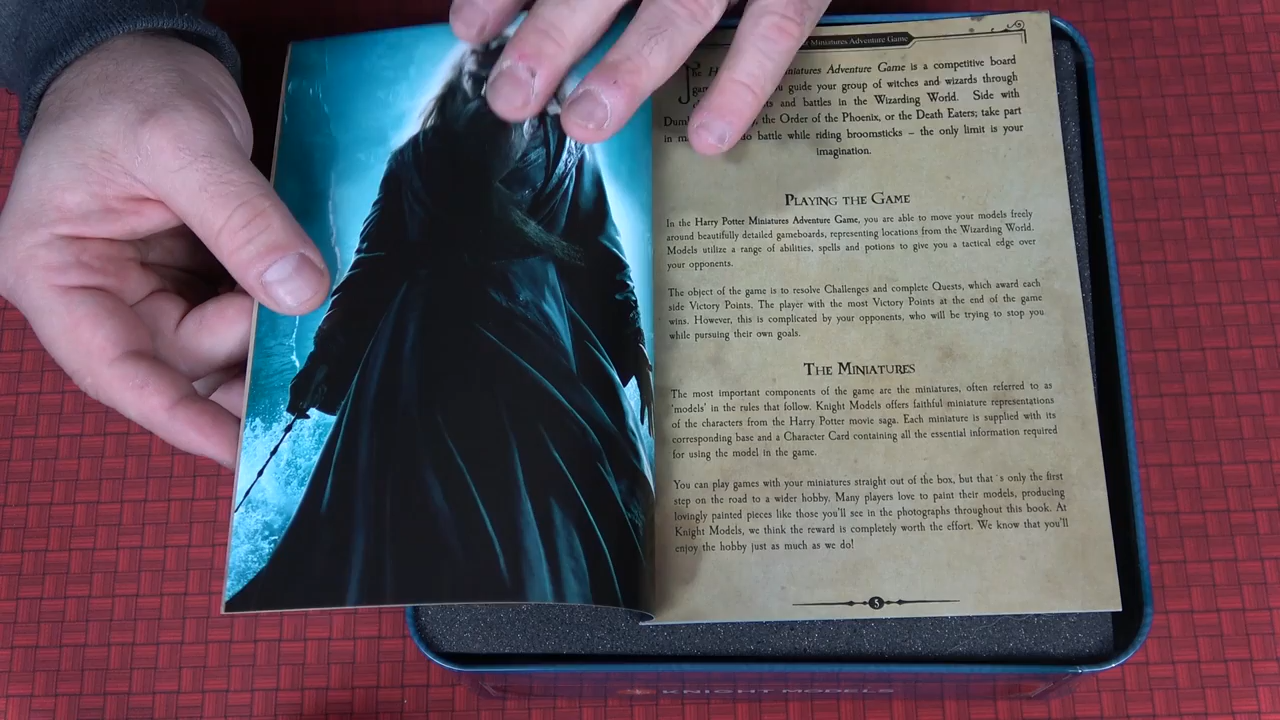 Miniatures Adventure Game
he H iniatures Adventure Game is a competitive board
gam u guide your group of witches and wizards through
ts and battles in the Wizarding World. Side with
Dum , the Order of the Phoenix, or the Death Eaters; take part
in m do battle while riding broomsticks – the only limit is your
imagination.
Playing the Game
In the Harry Potter Miniatures Adventure Game, you are able to move your models freely
around beautifully detailed gameboards, representing locations from the Wizarding World.
Models utilize a range of abilities, spells and potions to give you a tactical edge over
your opponents.
The object of the game is to resolve Challenges and complete Quests, which award each
side Victory Points. The player with the most Victory Points at the end of the game
wins. However, this is complicated by your opponents, who will be trying to stop you
while pursuing their own goals.
The Miniatures
The most important components of the game are the miniatures, often referred to as
'models' in the rules that follow. Knight Models offers faithful miniature representations
of the characters from the Harry Potter movie saga. Each miniature is supplied with its
corresponding base and a Character Card containing all the essential information required
for using the model in the game.
You can play games with your miniatures straight out of the box, but that´s only the first
step on the road to a wider hobby. Many players love to paint their models, producing
lovingly painted pieces like those you'll see in the photographs throughout this book. At
Knight Models, we think the reward is completely worth the effort. We know that you'll
enjoy the hobby just as much as we do!
5
KNIGHT MODELS